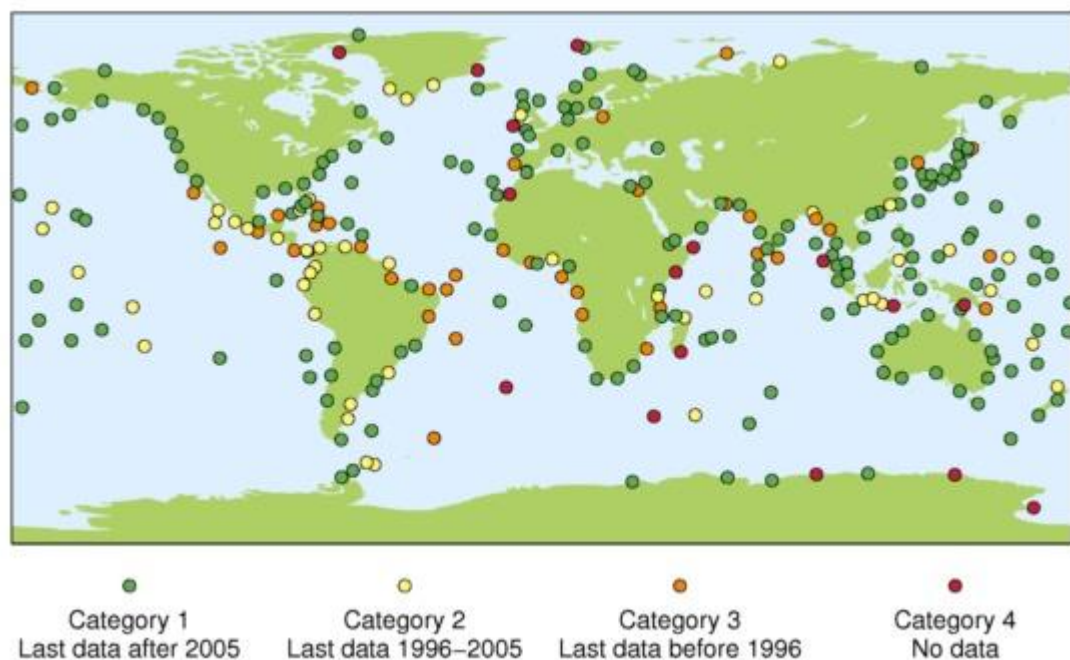 Category 1
Last data after 2005
Category 2
Last data 1996–2005
Category 3
Last data before 1996
Category 4
No data